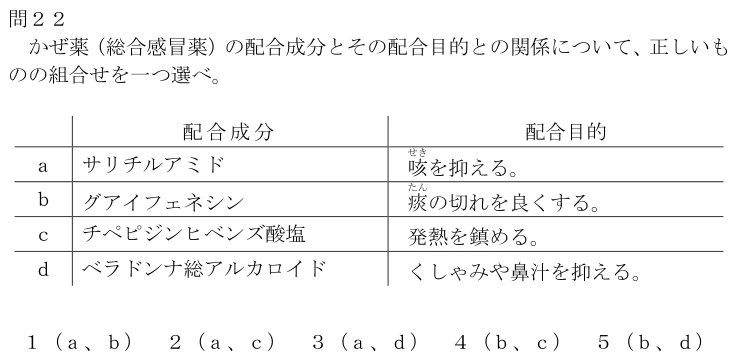 問２２
かぜ薬（総合感冒薬）の配合成分とその配合目的との関係について、正しいも
のの組合せを一つ選べ。
配合成分 配合目的
ａ サリチルアミド 咳を抑える。
せき
ｂ グアイフェネシン 痰の切れを良くする。
たん
ｃ チペピジンヒベンズ酸塩 発熱を鎮める。
ｄ ベラドンナ総アルカロイド くしゃみや鼻汁を抑える。
１（ａ、ｂ） ２（ａ、ｃ） ３（ａ、ｄ） ４（ｂ、ｃ） ５（ｂ、ｄ）